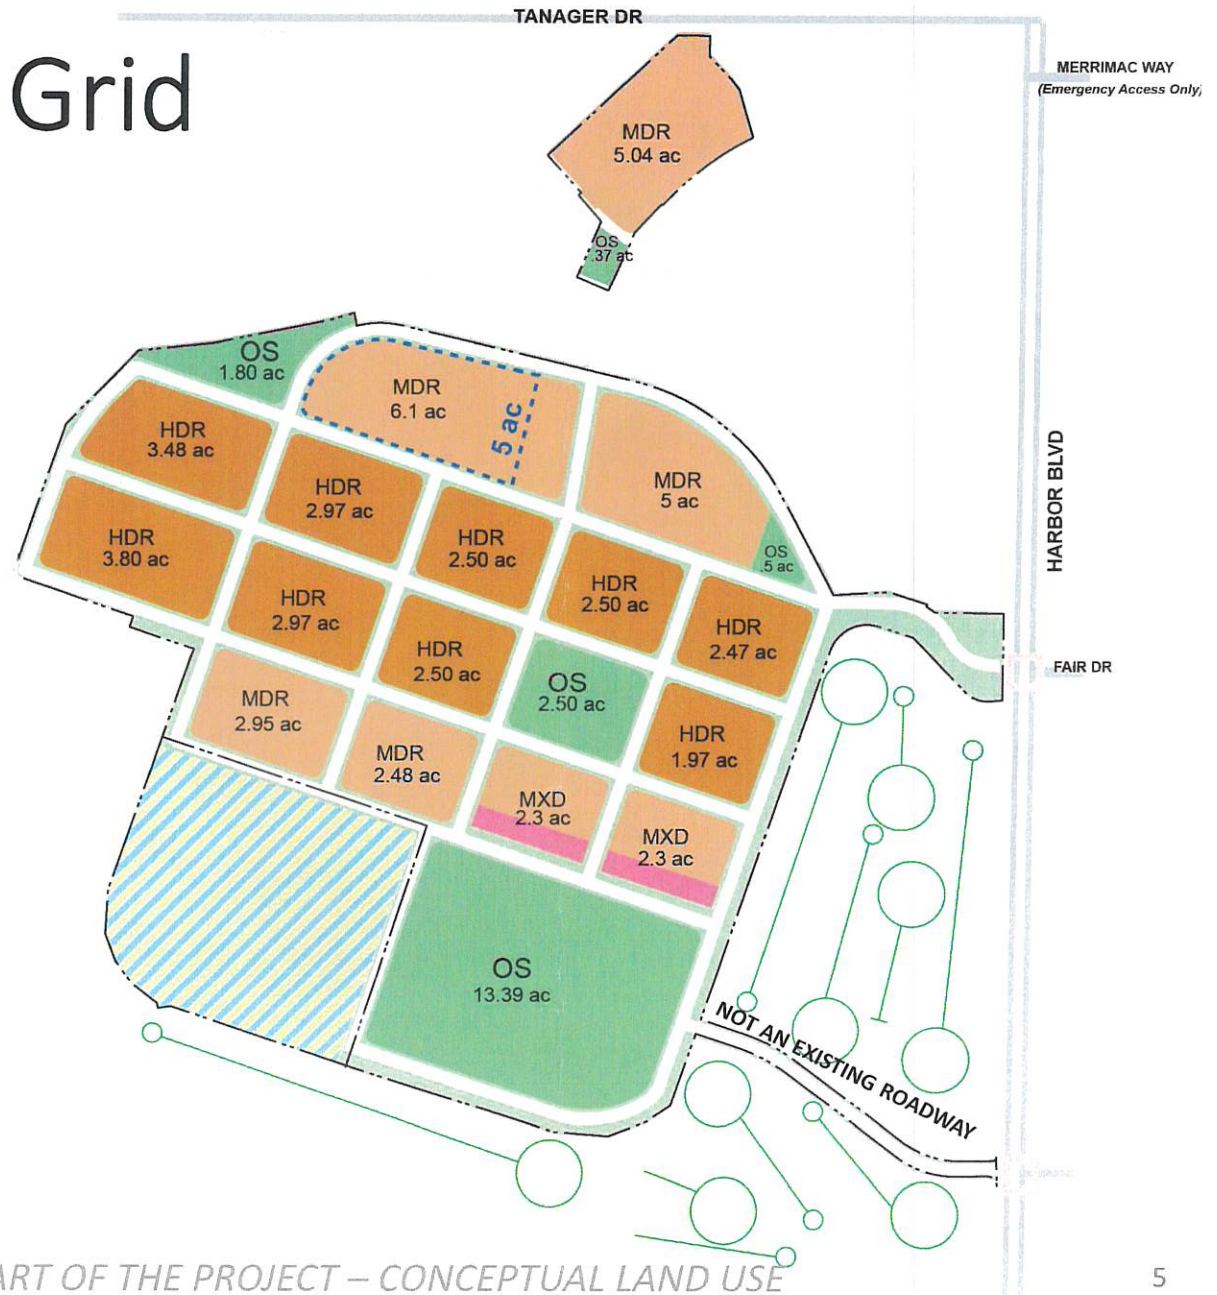 TANAGER DR
Grid
MERRIMAC WAY
(Emergency Access Only)
MDR
5.04 ac
OS
.37 ac
OS
1.80 ac
MDR
6.1 ac
5 ac
HDR
3.48 ac
MDR
5 ac
HDR
2.97 ac
HDR
2.50 ac
HDR
3.80 ac
OS
.5 ac
HDR
2.50 ac
HDR
2.97 ac
HDR
2.47 ac
HDR
2.50 ac
OS
2.50 ac
MDR
2.95 ac
HDR
1.97 ac
MDR
2.48 ac
MXD
2.3 ac
MXD
2.3 ac
OS
13.39 ac
HARBOR BLVD
FAIR DR
NOT AN EXISTING ROADWAY
ART OF THE PROJECT – CONCEPTUAL LAND USE
5